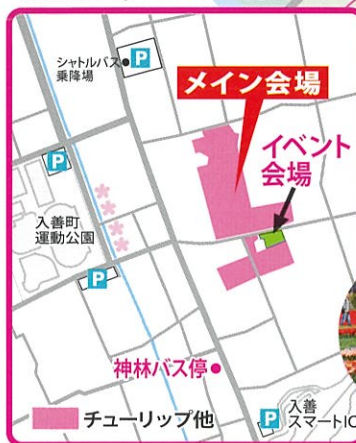 シャトルバス
乗降場
P
メイン会場
イベント
会場
P
入善町
運動公園
P
神林バス停
チューリップ他
P
入善
スマートIC